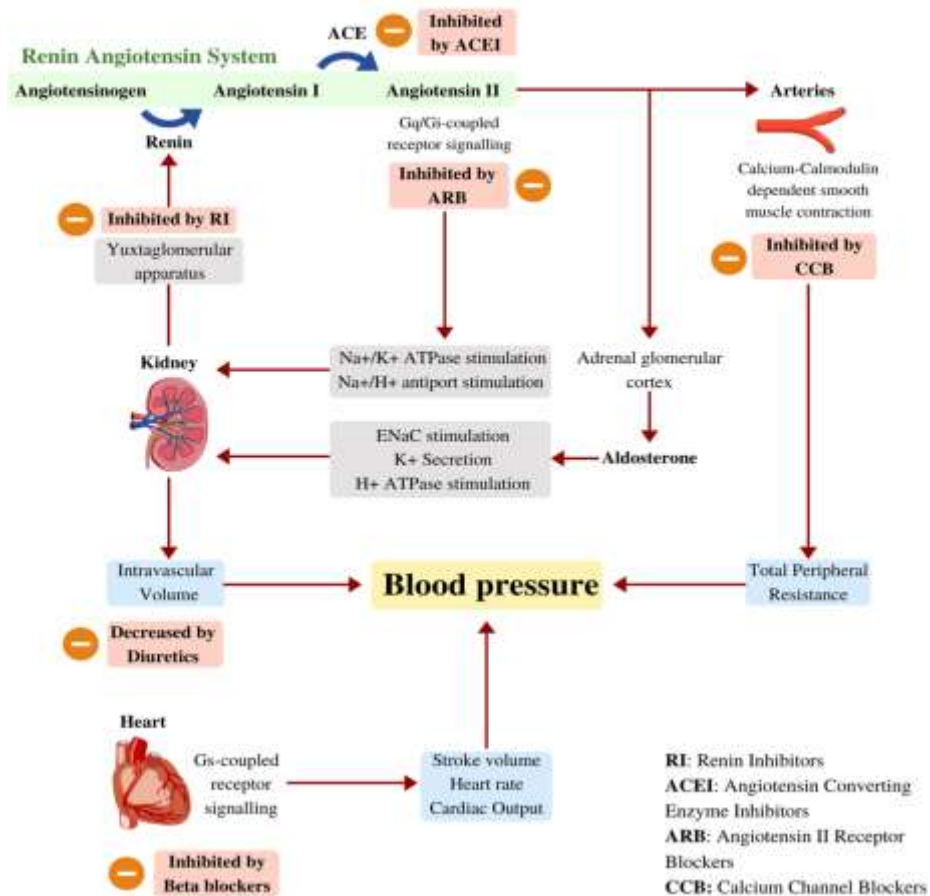 ACE
Inhibited
by ACEI
Renin Angiotensin System
Angiotensinogen
Angiotensin I
Angiotensin II
Arteries
Renin
Gq/Gi-coupled
receptor signalling
Inhibited by
ARB
Calcium-Calmodulin
dependent smooth
muscle contraction
Inhibited by RI
Yuxtaglomerular
apparatus
Inhibited by
CCB
Kidney
Na+/K+ ATPase stimulation
Na+/H+ antiport stimulation
Adrenal glomerular
cortex
ENaC stimulation
K+ Secretion
H+ ATPase stimulation
Aldosterone
Intravascular
Volume
Blood pressure
Total Peripheral
Resistance
Decreased by
Diuretics
Heart
Gs-coupled
receptor
signalling
Stroke volume
Heart rate
Cardiac Output
Inhibited by
Beta blockers
RI: Renin Inhibitors
ACEI: Angiotensin Converting
Enzyme Inhibitors
ARB: Angiotensin II Receptor
Blockers
CCB: Calcium Channel Blockers